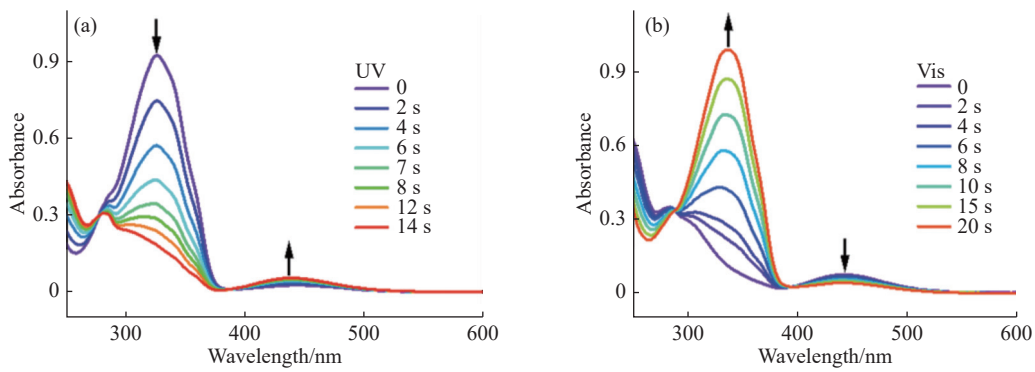 (a)
UV
0
2 s
4 s
6 s
7 s
8 s
12 s
14 s
Absorbance
0.9
0.6
0.3
0
300
400
500
600
Wavelength/nm
(b)
Vis
0
2 s
4 s
6 s
8 s
10 s
15 s
20 s
Absorbance
0.9
0.6
0.3
0
300
400
500
600
Wavelength/nm